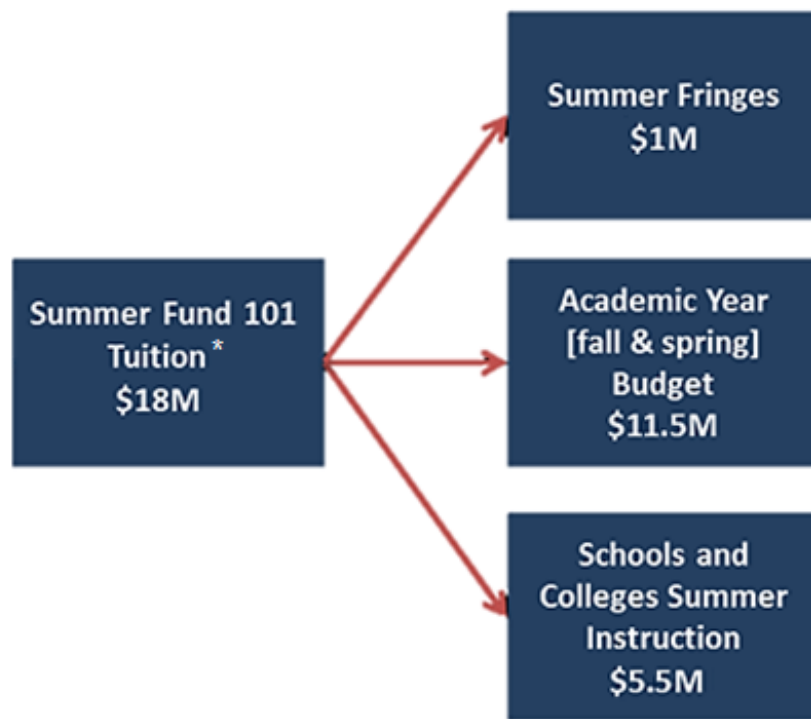 Summer Fringes
$1M
Summer Fund 101
Tuition *
$18M
Academic Year
[fall & spring]
Budget
$11.5M
Schools and
Colleges Summer
Instruction
$5.5M